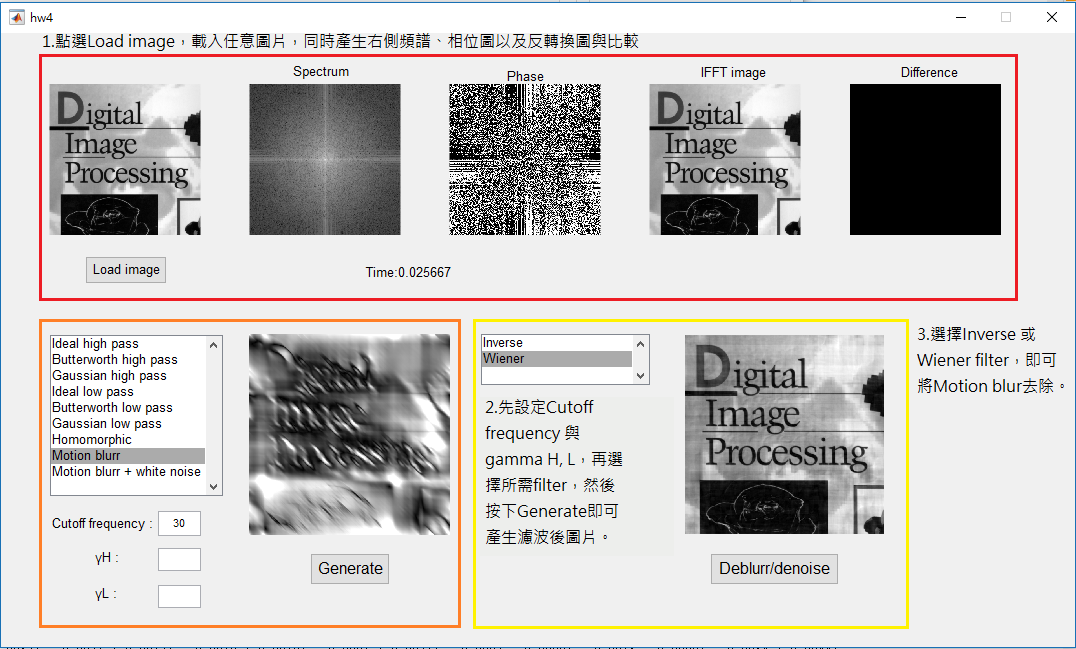 hw4
1.點選Load image，載入任意圖片，同時產生右側頻譜、相位圖以及反轉換圖與比較
Spectrum
Phase
IFFT image
Difference
Digital
Image
Processing
Digital
Image
Processing
Load image
Time:0.025667
Ideal high pass
Butterworth high pass
Gaussian high pass
Ideal low pass
Butterworth low pass
Gaussian low pass
Homomorphic
Motion blurr
Motion blurr + white noise
Cutoff frequency :
30
γH :
γL :
Generate
Inverse
Wiener
2.先設定Cutoff
frequency 與
gamma H, L，再選
擇所需filter，然後
按下Generate即可
產生濾波後圖片。
Digital
Image
Processing
Deblurr/denoise
3.選擇Inverse 或
Wiener filter，即可
將Motion blur去除。